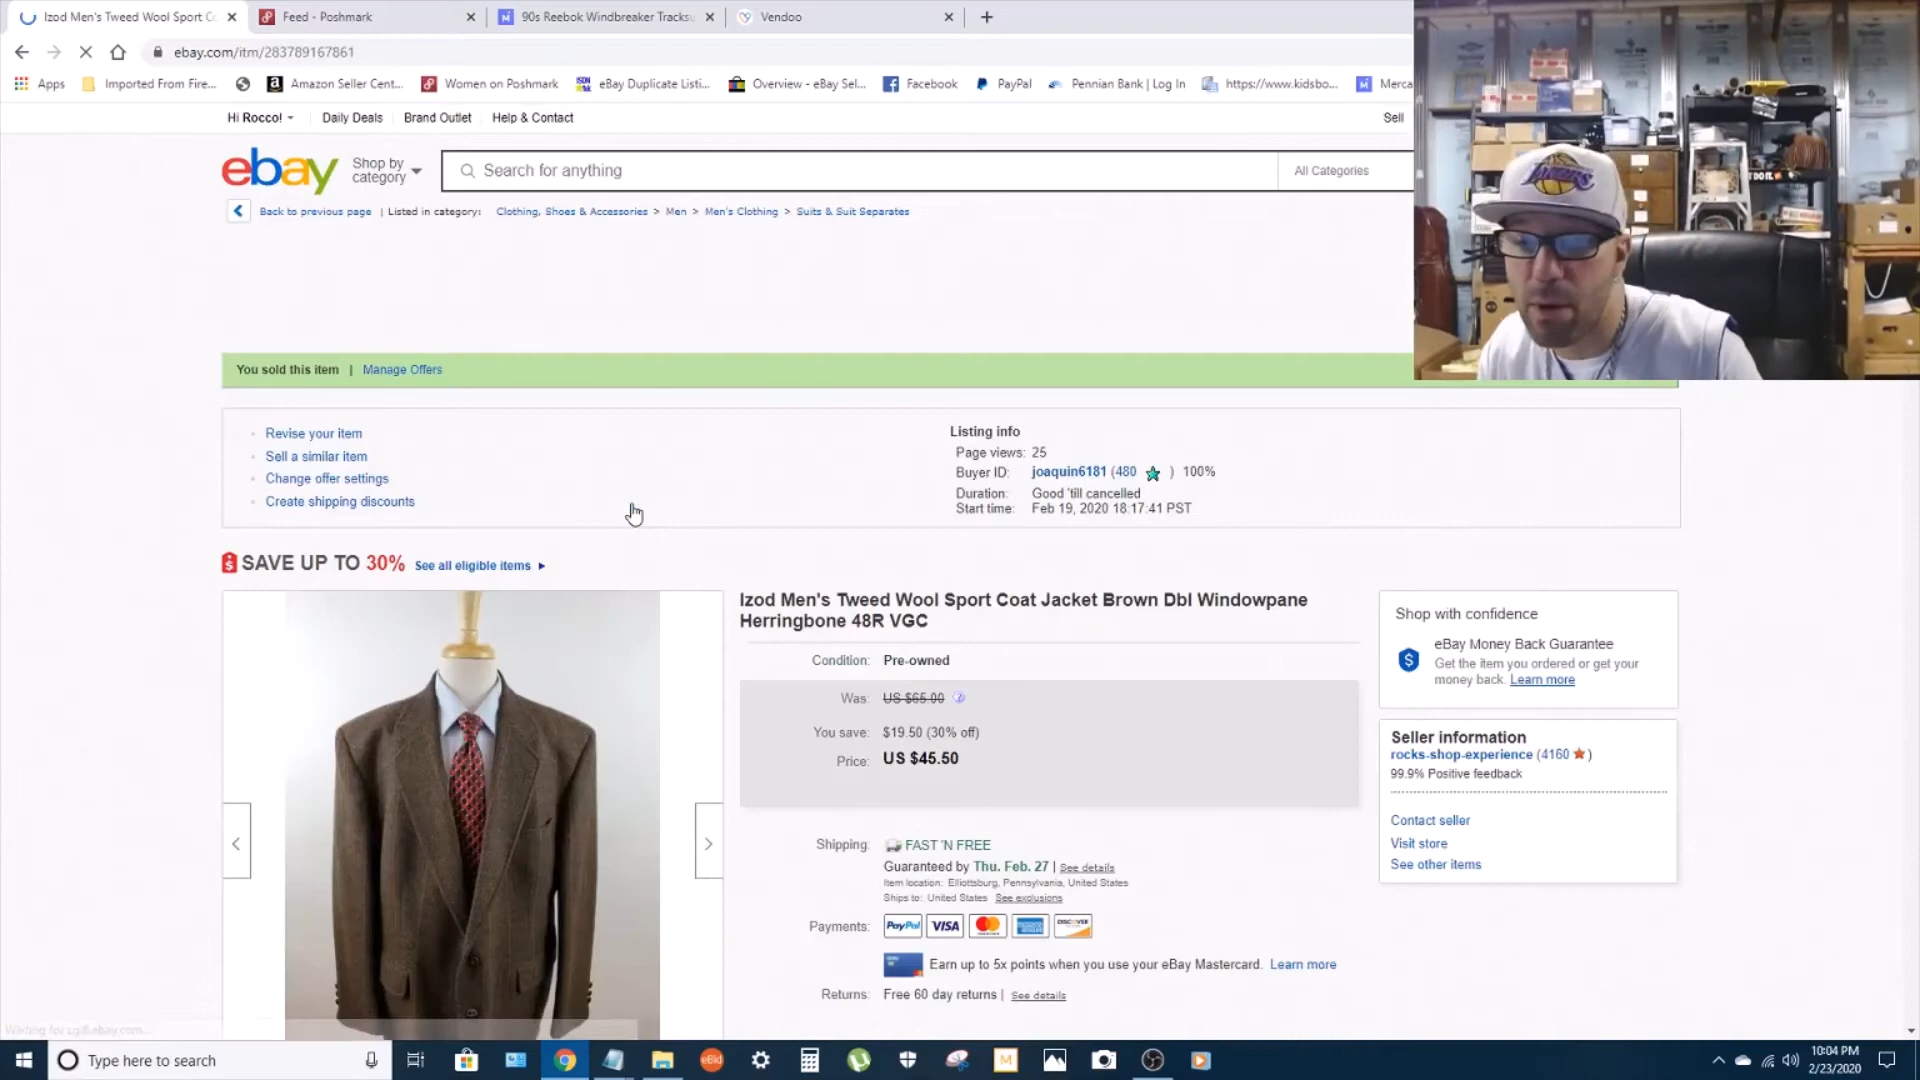 Izod Men's Tweed Wool Sport Co
Feed - Poshmark
90s Reebok Windbreaker Tracksu
Vendoo
ebay.com/itm/283789167861
Apps
Imported From Fire...
Amazon Seller Cent...
Women on Poshmark
eBay Duplicate Listi...
Overview - eBay Sel...
Facebook
PayPal
Pennian Bank | Log In
https://www.kidsbo...
Merca
Hi Rocco!
Daily Deals
Brand Outlet
Help & Contact
Sell
ebay
Shop by
category
Search for anything
All Categories
LAKERS
Back to previous page | Listed in category: Clothing, Shoes & Accessories > Men > Men's Clothing > Suits & Suit Separates
You sold this item | Manage Offers
Revise your item
Sell a similar item
Change offer settings
Create shipping discounts
Listing info
Page views: 25
Buyer ID: joaquin6181 (480 ) 100%
Duration: Good 'till cancelled
Start time: Feb 19, 2020 18:17:41 PST
SAVE UP TO 30% See all eligible items
Izod Men's Tweed Wool Sport Coat Jacket Brown Dbl Windowpane
Herringbone 48R VGC
Condition: Pre-owned
Was: US $65.00
You save: $19.50 (30% off)
Price: US $45.50
Shipping: FAST 'N FREE
Guaranteed by Thu. Feb. 27 | See details
Item location: Elliottsburg, Pennsylvania, United States
Ships to: United States See exclusions
Payments: PayPal VISA DISCOVER
Earn up to 5x points when you use your eBay Mastercard. Learn more
Returns: Free 60 day returns | See details
Shop with confidence
eBay Money Back Guarantee
Get the item you ordered or get your
money back. Learn more
Seller information
rocks-shop-experience (4160 )
99.9% Positive feedback
Contact seller
Visit store
See other items
Waiting for cgi6.ebay.com...
Type here to search
eBid
M
10:04 PM
2/23/2020